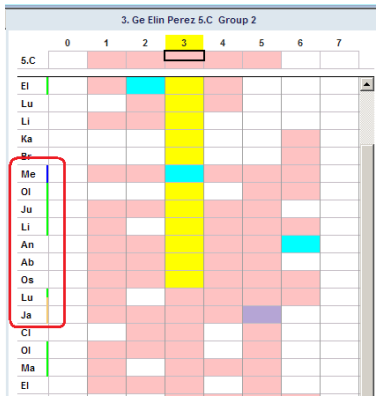 3. Ge Elin Perez 5.C Group 2
0 1 2 3 4 5 6 7
5.C
El
Lu
Li
Ka
Br
Me
Ol
Ju
Li
An
Ab
Os
Lu
Ja
Cl
Ol
Ma
El